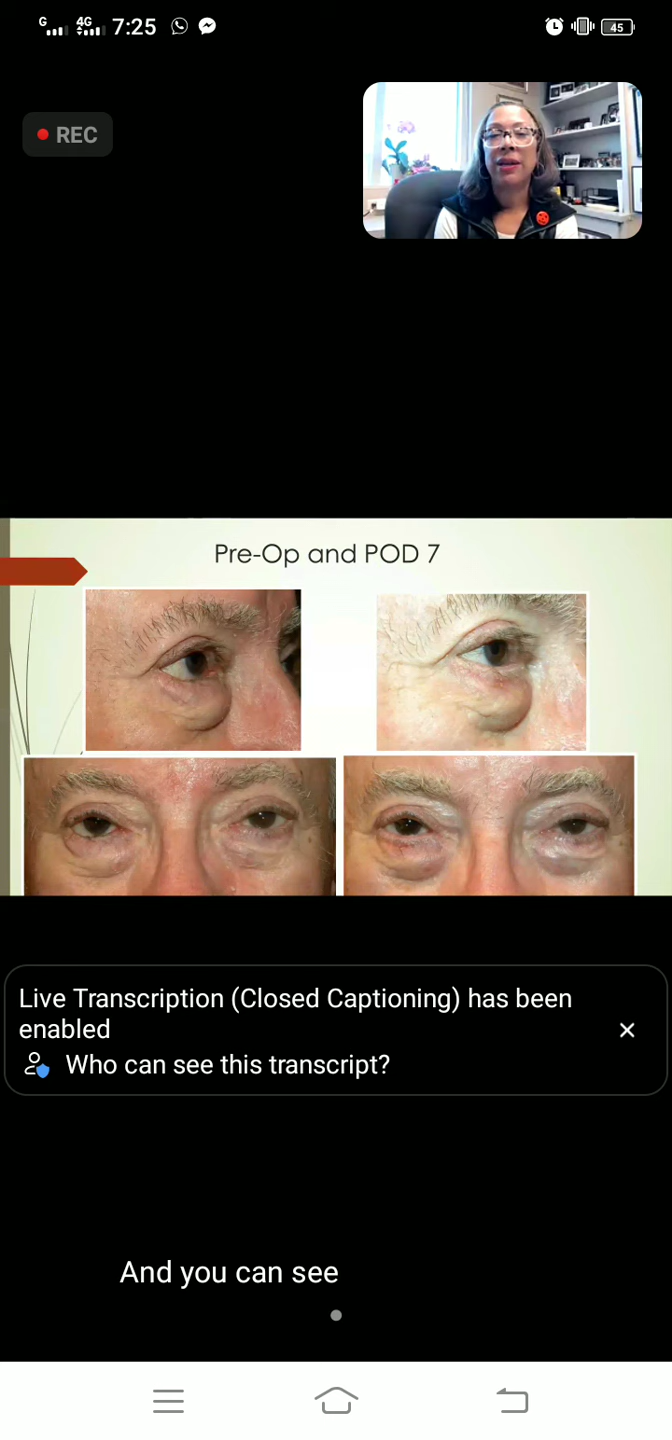 G 4G 7:25 45
REC
Pre-Op and POD 7
Live Transcription (Closed Captioning) has been
enabled
Who can see this transcript?
And you can see